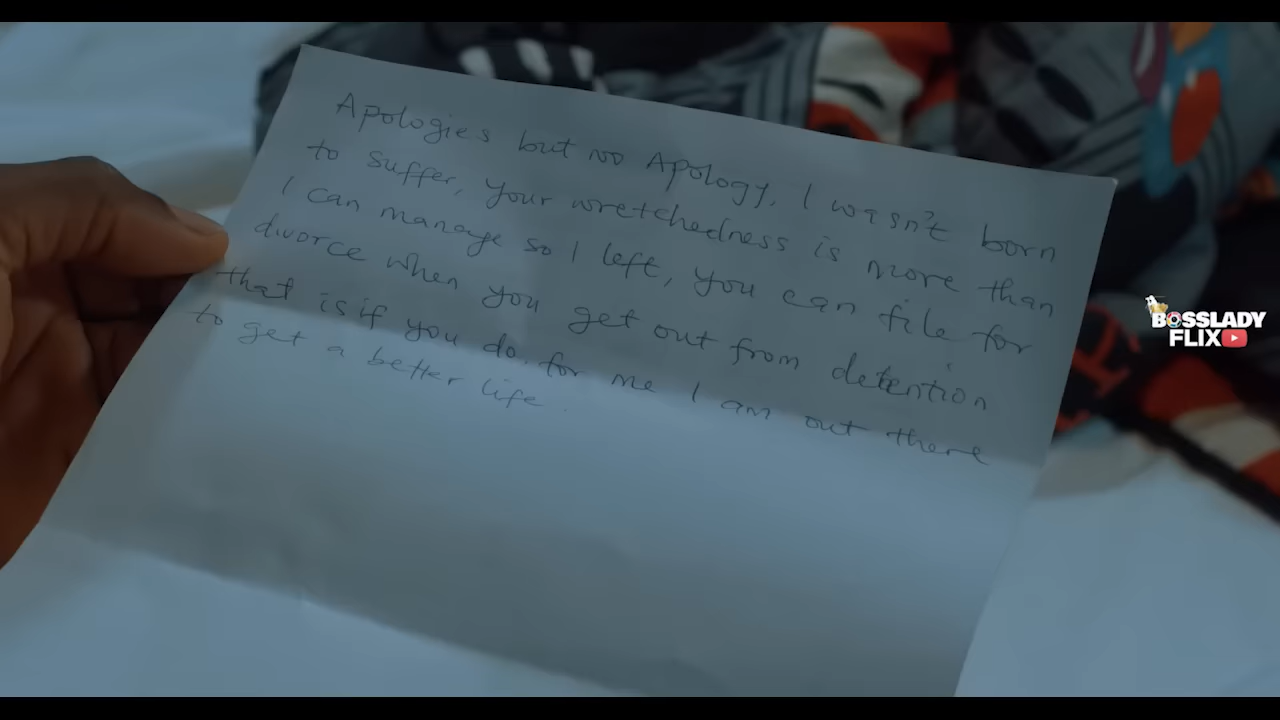 Apologies but no Apology, I wasn't born
to suffer, your wretchedness is more than
I can manage so I left, you can file for
divorce when you get out from detention
that is if you do, for me I am out there
to get a better life.
BOSSLADY
FLIX